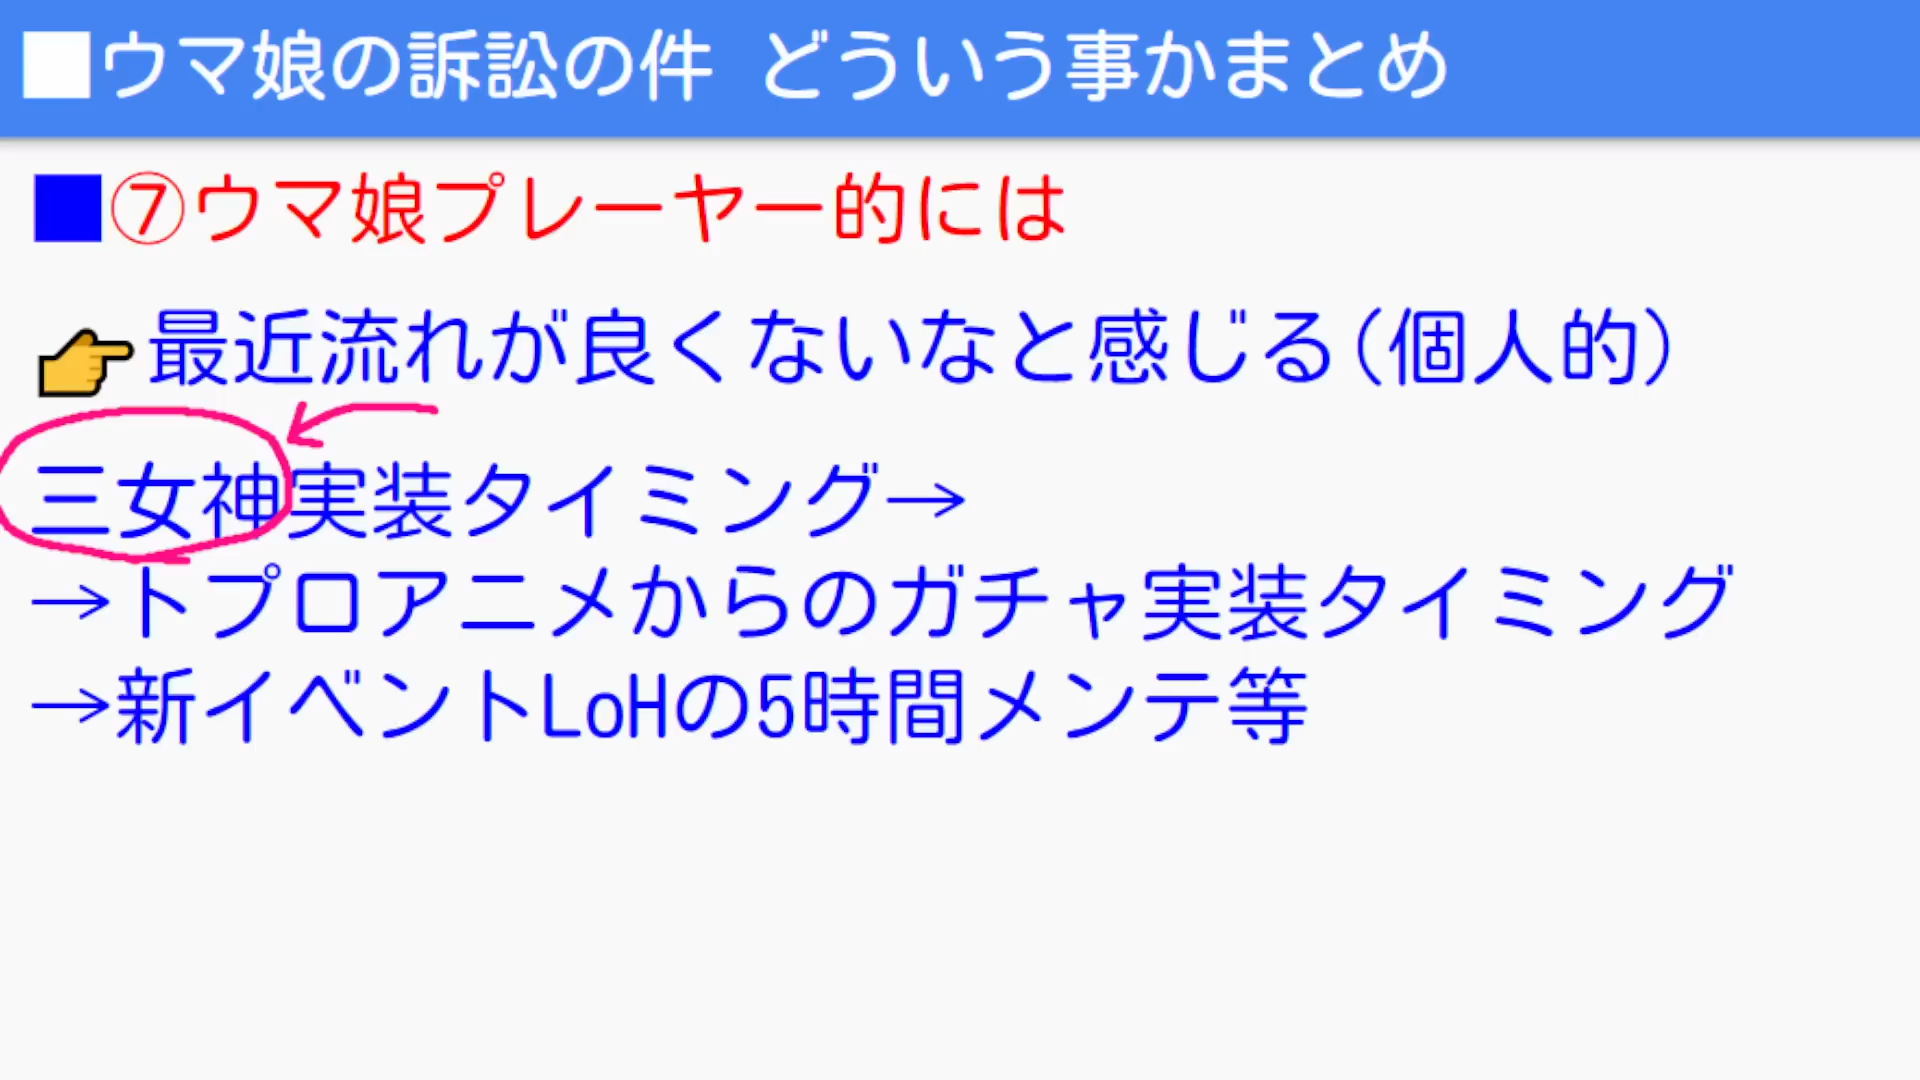 ■ウマ娘の訴訟の件 どういう事かまとめ
■⑦ウマ娘プレーヤー的には
👉最近流れが良くないなと感じる(個人的)
三女神実装タイミング→
→トプロアニメからのガチャ実装タイミング
→新イベントLoHの5時間メンテ等